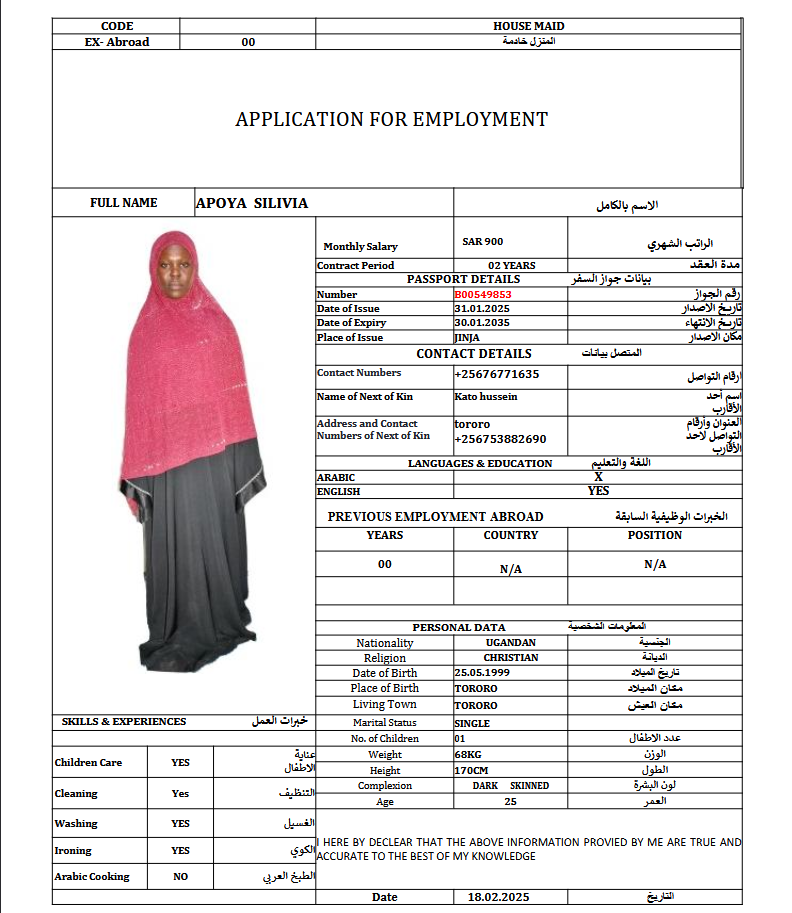 CODE HOUSE MAID
EX- Abroad 00 المنزل خادمة
APPLICATION FOR EMPLOYMENT
FULL NAME APOYA SILIVIA الاسم بالكامل
Monthly Salary SAR 900 الراتب الشهري
Contract Period 02 YEARS مدة العقد
PASSPORT DETAILS بيانات جواز السفر
Number B00549853 رقم الجواز
Date of Issue 31.01.2025 تاريخ الاصدار
Date of Expiry 30.01.2035 تاريخ الانتهاء
Place of Issue JINJA مكان الاصدار
CONTACT DETAILS المتصل بيانات
Contact Numbers +25676771635 ارقام التواصل
Name of Next of Kin Kato hussein اسم أحد
الأقارب
Address and Contact tororo العنوان وأرقام
Numbers of Next of Kin +256753882690 التواصل لاحد
الأقارب
LANGUAGES & EDUCATION اللغة والتعليم
ARABIC X
ENGLISH YES
PREVIOUS EMPLOYMENT ABROAD الخبرات الوظيفية السابقة
YEARS COUNTRY POSITION
00 N/A N/A
PERSONAL DATA المعلومات الشخصية
Nationality UGANDAN الجنسية
Religion CHRISTIAN الديانة
Date of Birth 25.05.1999 تاريخ الميلاد
Place of Birth TORORO مكان الميلاد
Living Town TORORO مكان العيش
Marital Status SINGLE
No. of Children 01 عدد الاطفال
Weight 68KG الوزن
Height 170CM الطول
Complexion DARK SKINNED لون البشرة
Age 25 العمر
SKILLS & EXPERIENCES خبرات العمل
Children Care YES عناية
الاطفال
Cleaning Yes التنظيف
Washing YES الغسيل
Ironing YES الكوي
Arabic Cooking NO الطبخ العربي
I HERE BY DECLEAR THAT THE ABOVE INFORMATION PROVIED BY ME ARE TRUE AND
ACCURATE TO THE BEST OF MY KNOWLEDGE
Date 18.02.2025 التاريخ